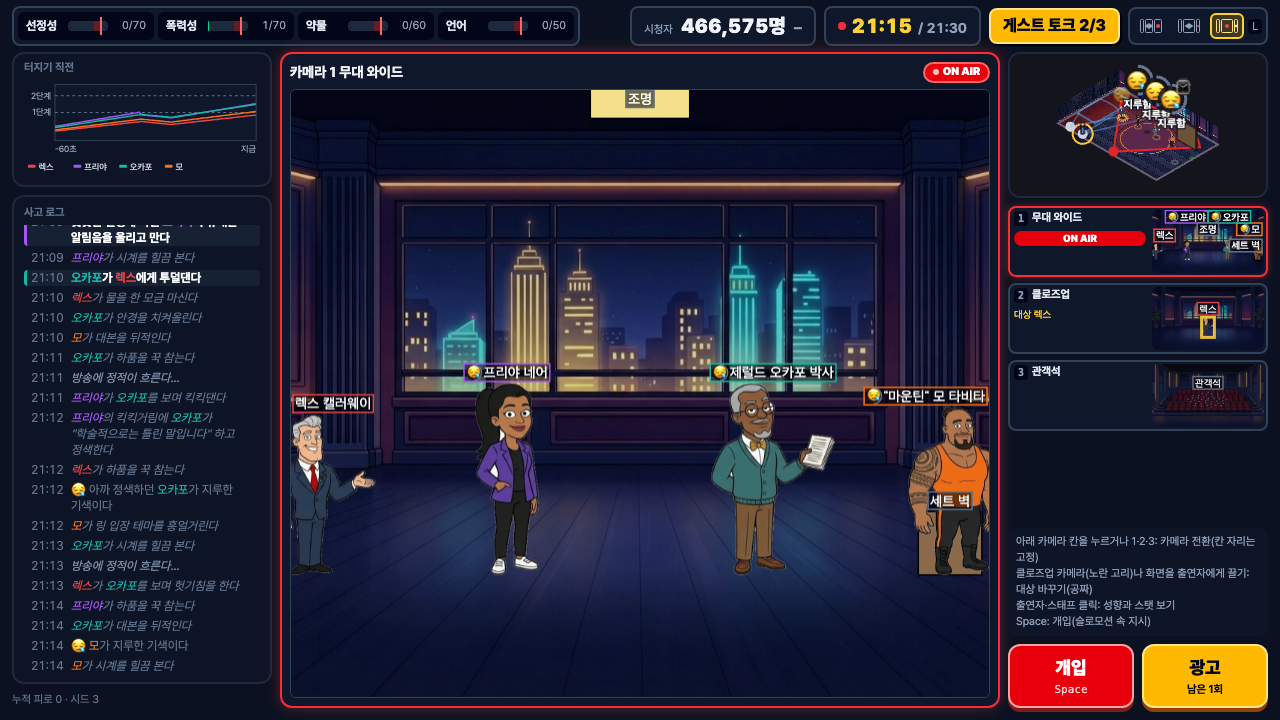 선정성 0/70 폭력성 1/70 약물 0/60 언어 0/50
시청자 466,575명 –
21:15 / 21:30
게스트 토크 2/3
L
터지기 직전
2단계
1단계
-60초 지금
렉스 프리야 오카포 모
사고 로그
알림음을 울리고 만다
21:09 프리야가 시계를 힐끔 본다
21:10 오카포가 렉스에게 투덜댄다
21:10 렉스가 물을 한 모금 마신다
21:10 오카포가 안경을 치켜올린다
21:10 모가 대본을 뒤적인다
21:11 오카포가 하품을 꾹 참는다
21:11 방송에 정적이 흐른다…
21:11 프리야가 오카포를 보며 킥킥댄다
21:12 프리야의 킥킥거림에 오카포가
"학술적으로는 틀린 말입니다" 하고
정색한다
21:12 렉스가 하품을 꾹 참는다
21:12 아까 정색하던 오카포가 지루한
기색이다
21:12 모가 링 입장 테마를 흥얼거린다
21:13 오카포가 시계를 힐끔 본다
21:13 방송에 정적이 흐른다…
21:13 렉스가 오카포를 보며 헛기침을 한다
21:14 프리야가 하품을 꾹 참는다
21:14 오카포가 대본을 뒤적인다
21:14 모가 지루한 기색이다
21:14 모가 시계를 힐끔 본다
누적 피로 0 · 시드 3
카메라 1 무대 와이드
ON AIR
조명
프리야 네어
제럴드 오카포 박사
"마운틴" 모 타비타
렉스 캘러웨이
세트 벽
지루함
지루함
지루함
1 무대 와이드
ON AIR
프리야 오카포
렉스 조명 모
세트 벽
2 클로즈업
대상 렉스
렉스
3 관객석
관객석
아래 카메라 칸을 누르거나 1·2·3: 카메라 전환(칸 자리는
고정)
클로즈업 카메라(노란 고리)나 화면을 출연자에게 끌기:
대상 바꾸기(공짜)
출연자·스태프 클릭: 성향과 스탯 보기
Space: 개입(슬로모션 속 지시)
개입
Space
광고
남은 1회